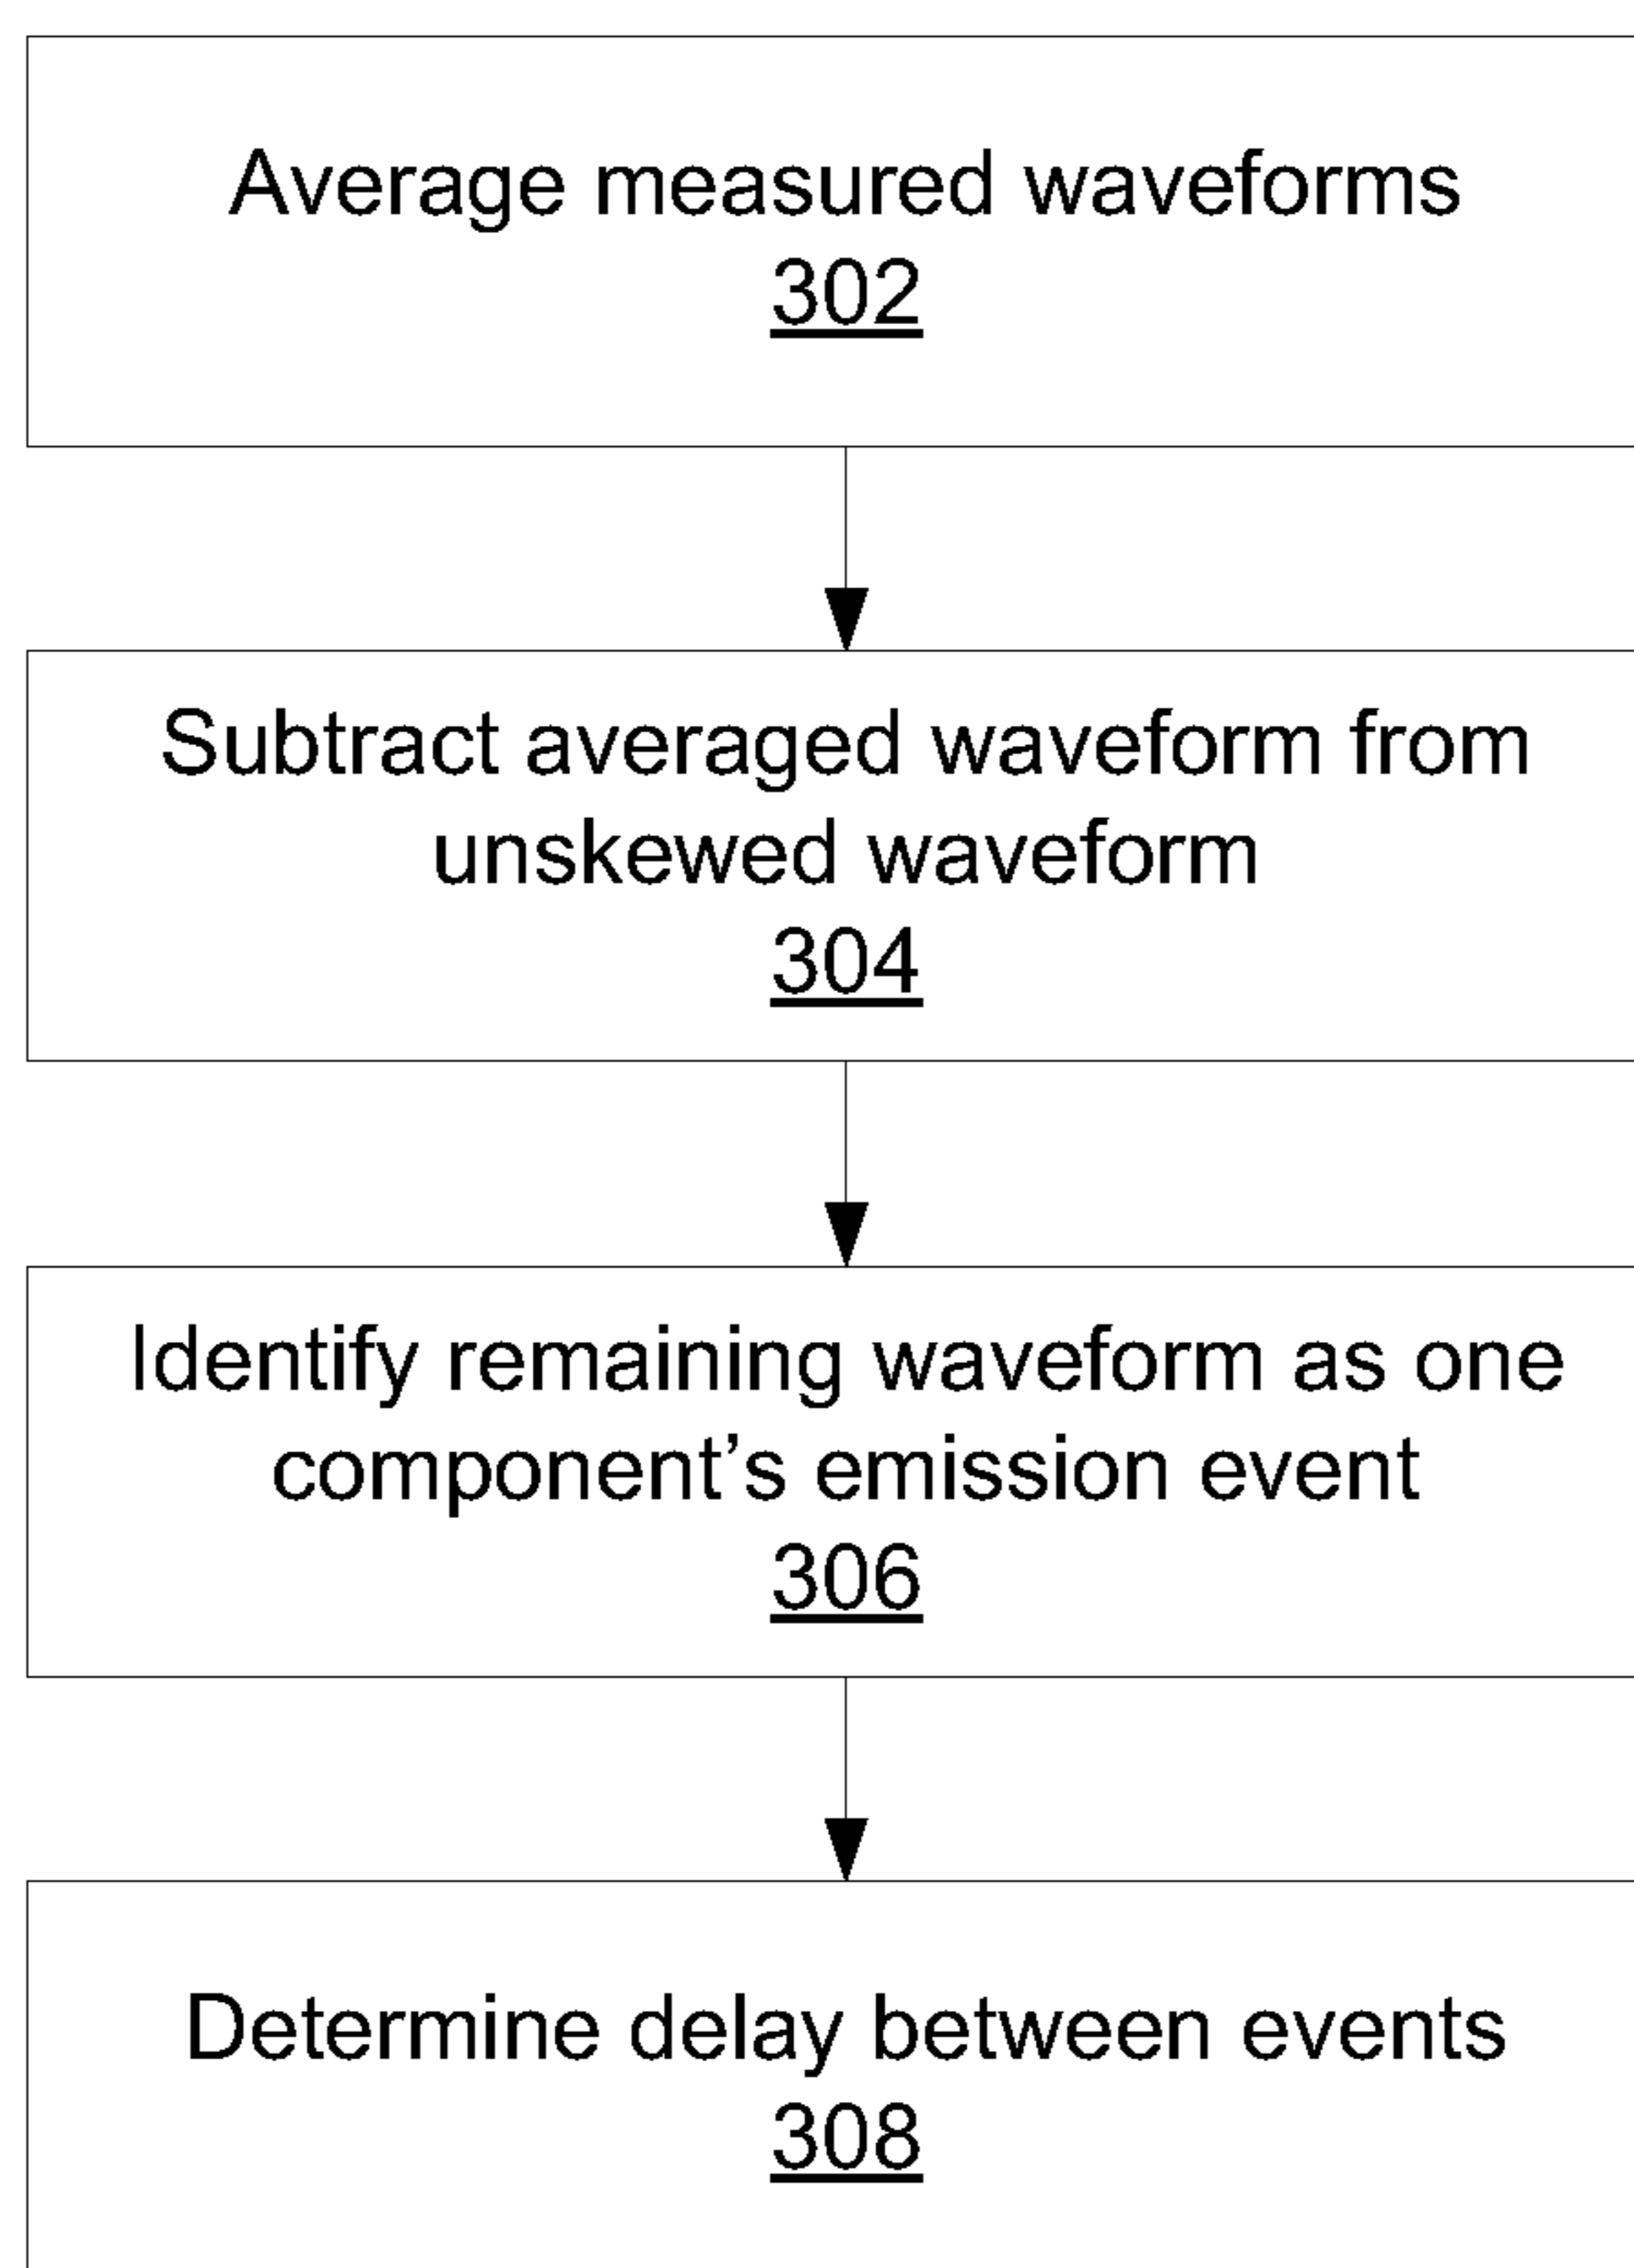 Average measured waveforms
302
Subtract averaged waveform from
unskewed waveform
304
Identify remaining waveform as one
component's emission event
306
Determine delay between events
308